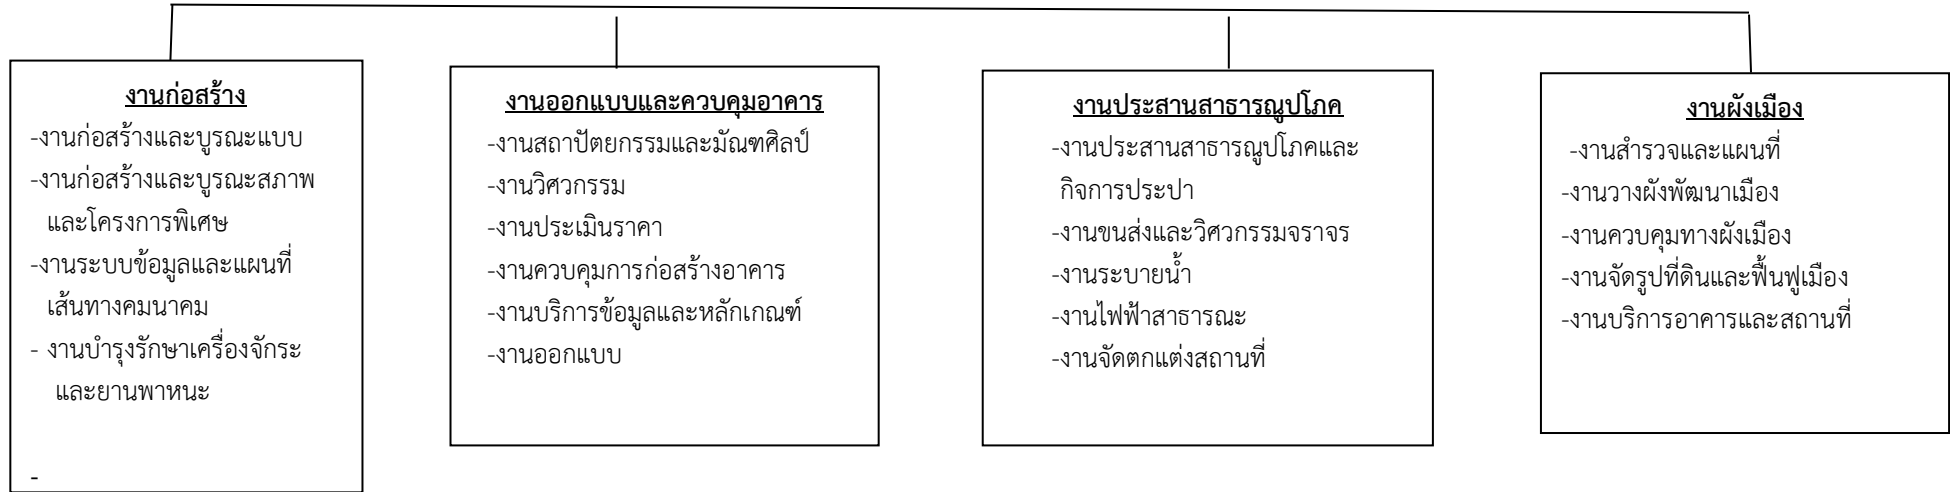 งานก่อสร้าง
-งานก่อสร้างและบูรณะแบบ
-งานก่อสร้างและบูรณะสภาพ
และโครงการพิเศษ
-งานระบบข้อมูลและแผนที่
เส้นทางคมนาคม
- งานบำรุงรักษาเครื่องจักระ
และยานพาหนะ
-
งานออกแบบและควบคุมอาคาร
-งานสถาปัตยกรรมและมัณฑศิลป์
-งานวิศวกรรม
-งานประเมินราคา
-งานควบคุมการก่อสร้างอาคาร
-งานบริการข้อมูลและหลักเกณฑ์
-งานออกแบบ
งานประสานสาธารณูปโภค
-งานประสานสาธารณูปโภคและ
กิจการประปา
-งานขนส่งและวิศวกรรมจราจร
-งานระบายน้ำ
-งานไฟฟ้าสาธารณะ
-งานจัดตกแต่งสถานที่
งานผังเมือง
-งานสำรวจและแผนที่
-งานวางผังพัฒนาเมือง
-งานควบคุมทางผังเมือง
-งานจัดรูปที่ดินและฟื้นฟูเมือง
-งานบริการอาคารและสถานที่